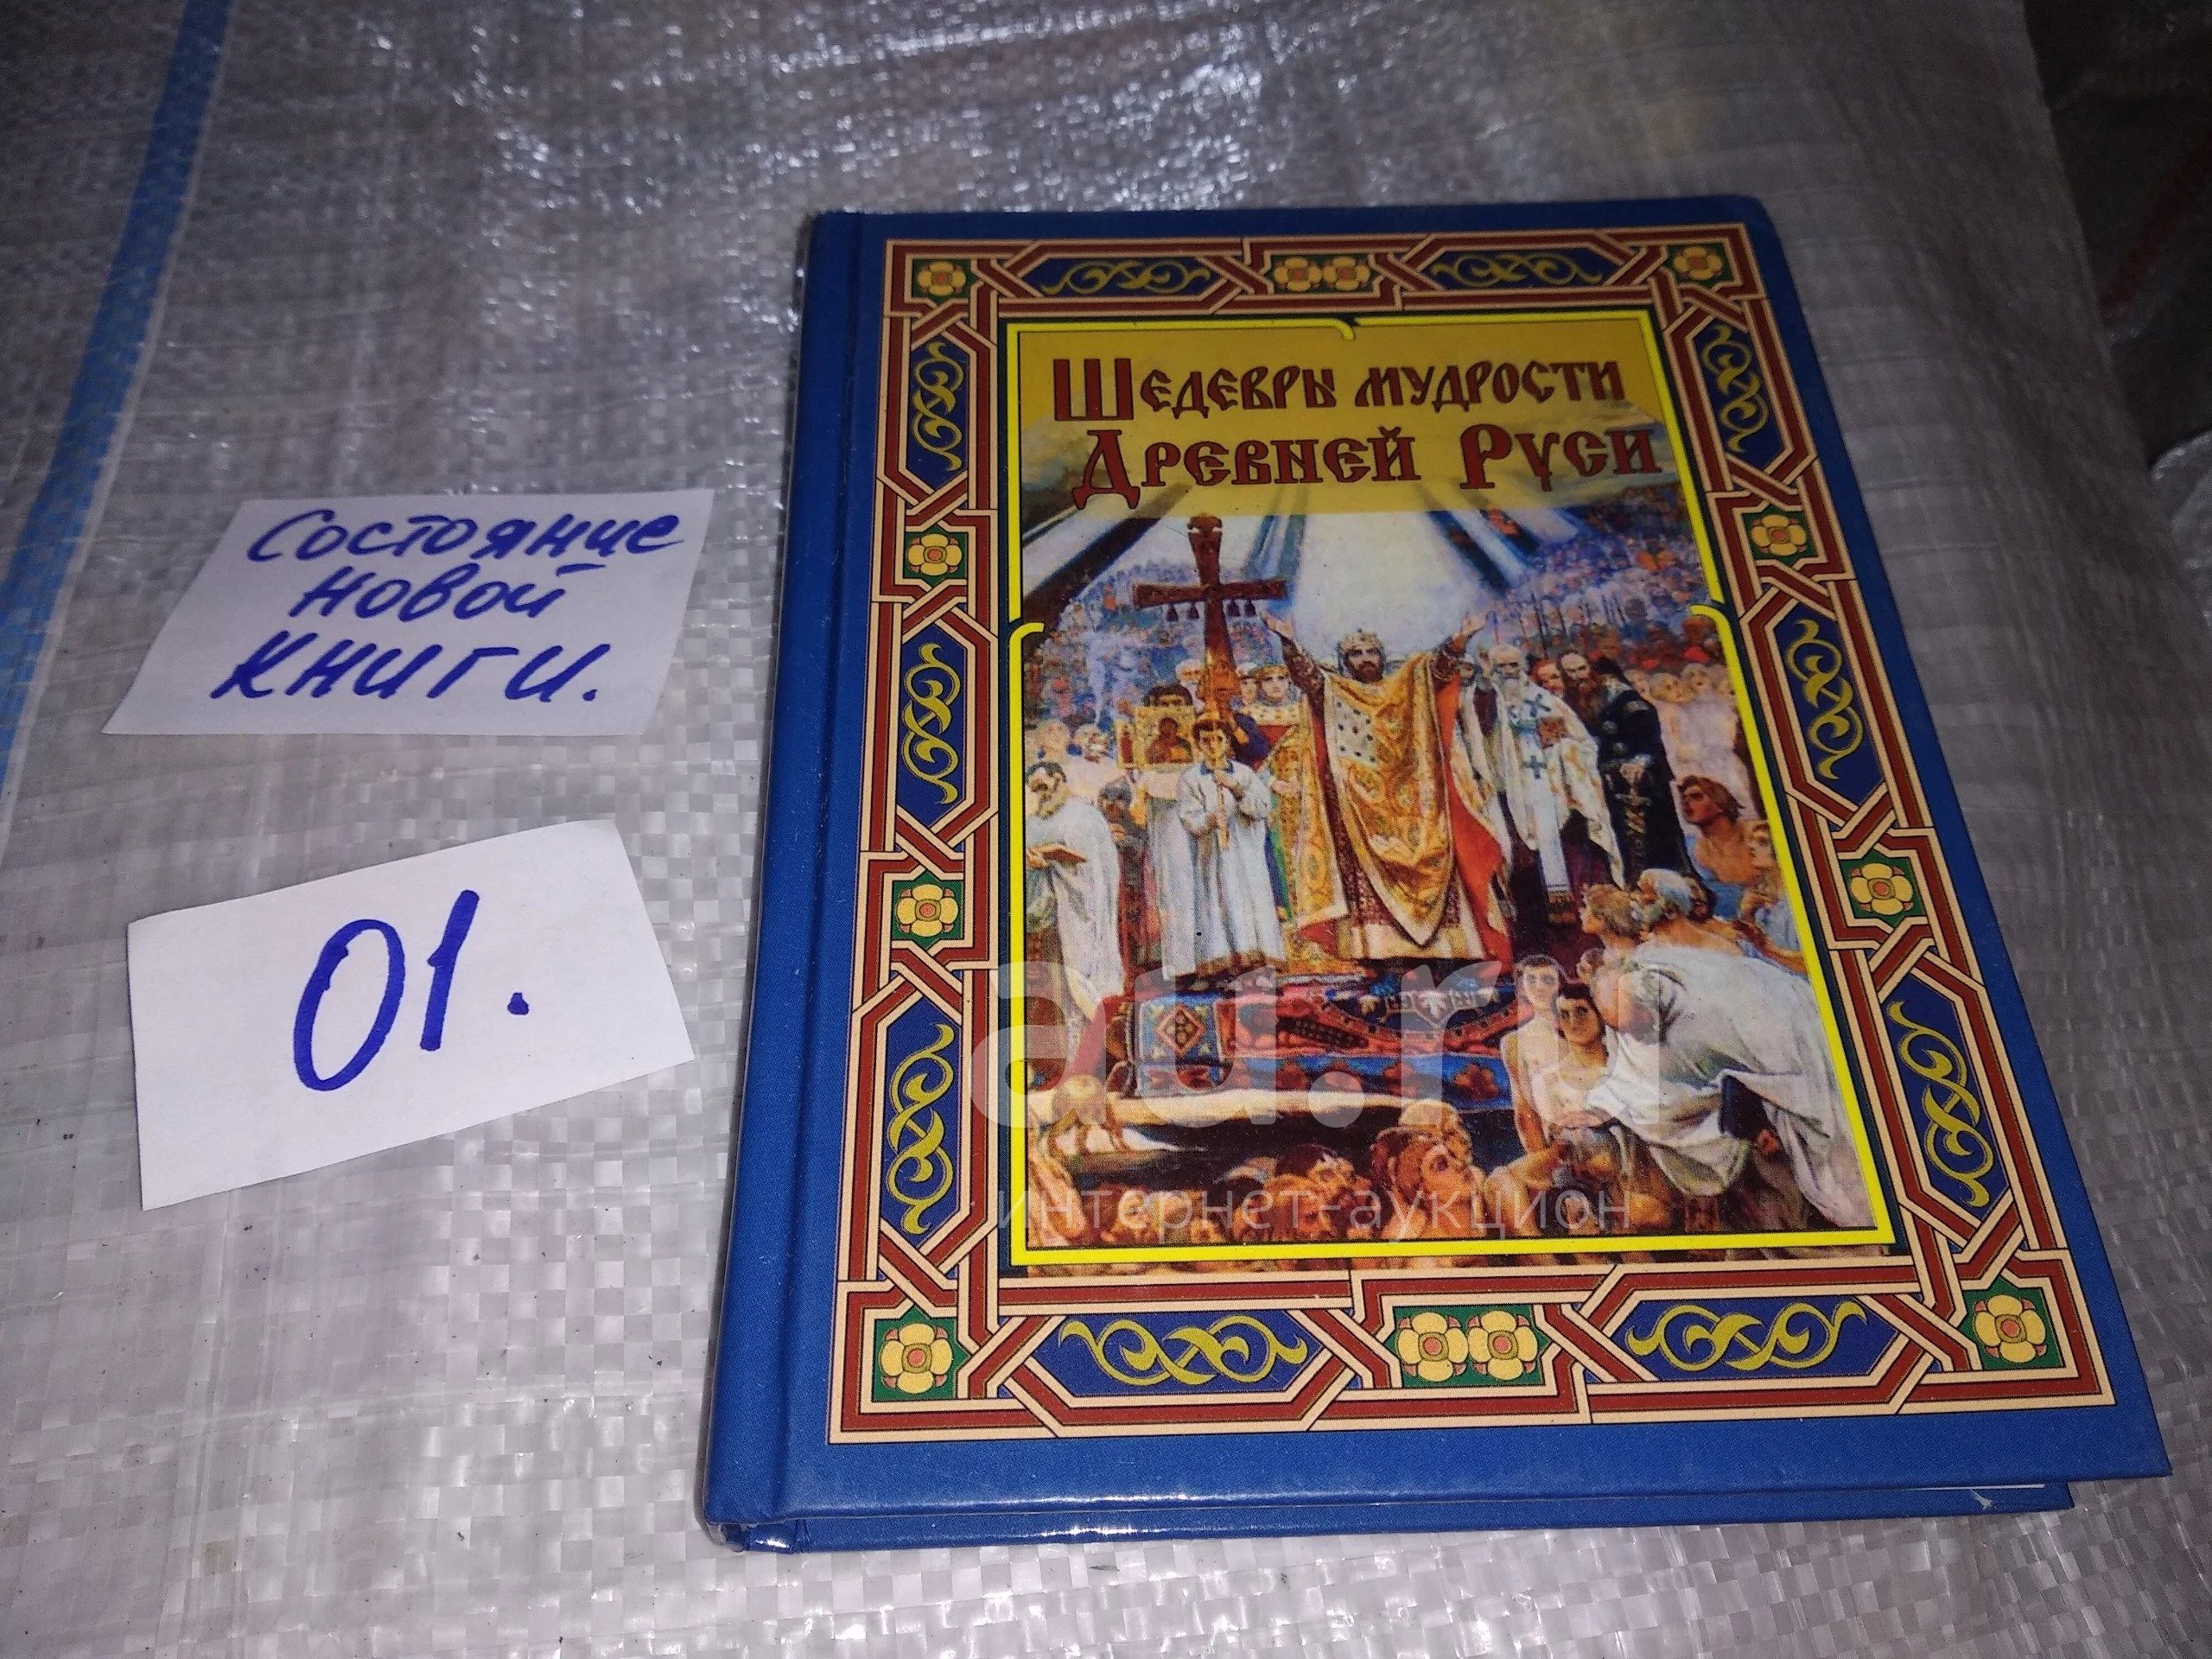 Состояние
новой
книги.
01.
Шедевры мудрости
Древней Руси
au.ru
интернет-аукцион